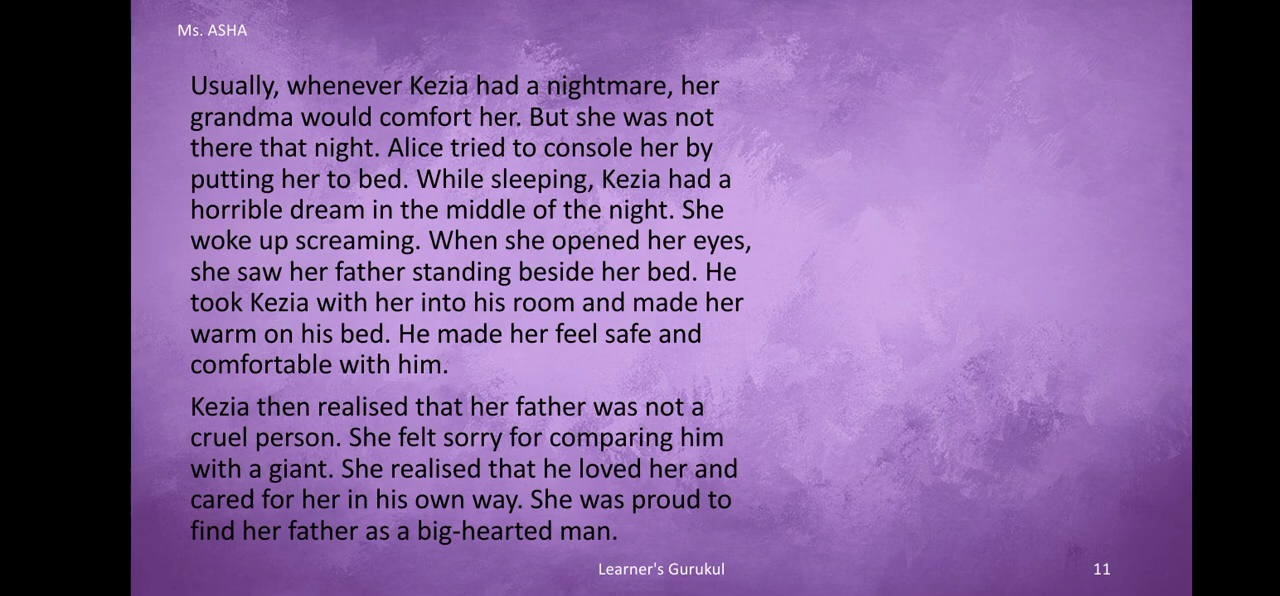 Ms. ASHA
Usually, whenever Kezia had a nightmare, her
grandma would comfort her. But she was not
there that night. Alice tried to console her by
putting her to bed. While sleeping, Kezia had a
horrible dream in the middle of the night. She
woke up screaming. When she opened her eyes,
she saw her father standing beside her bed. He
took Kezia with her into his room and made her
warm on his bed. He made her feel safe and
comfortable with him.
Kezia then realised that her father was not a
cruel person. She felt sorry for comparing him
with a giant. She realised that he loved her and
cared for her in his own way. She was proud to
find her father as a big-hearted man.
Learner's Gurukul
11